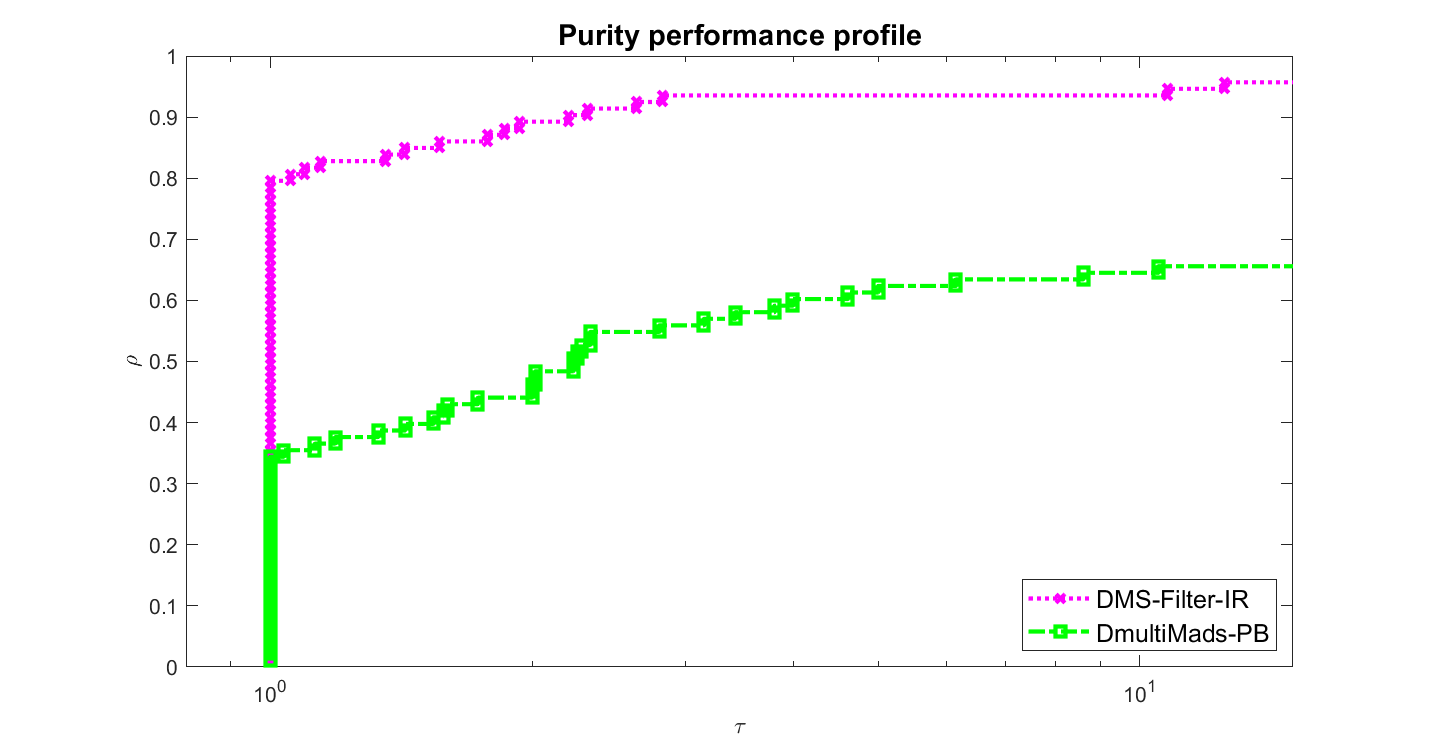 Purity performance profile
1
0.9
0.8
0.7
0.6
0.5
0.4
0.3
0.2
0.1
0
ρ
10^0
10^1
τ
DMS-Filter-IR
DmultiMads-PB